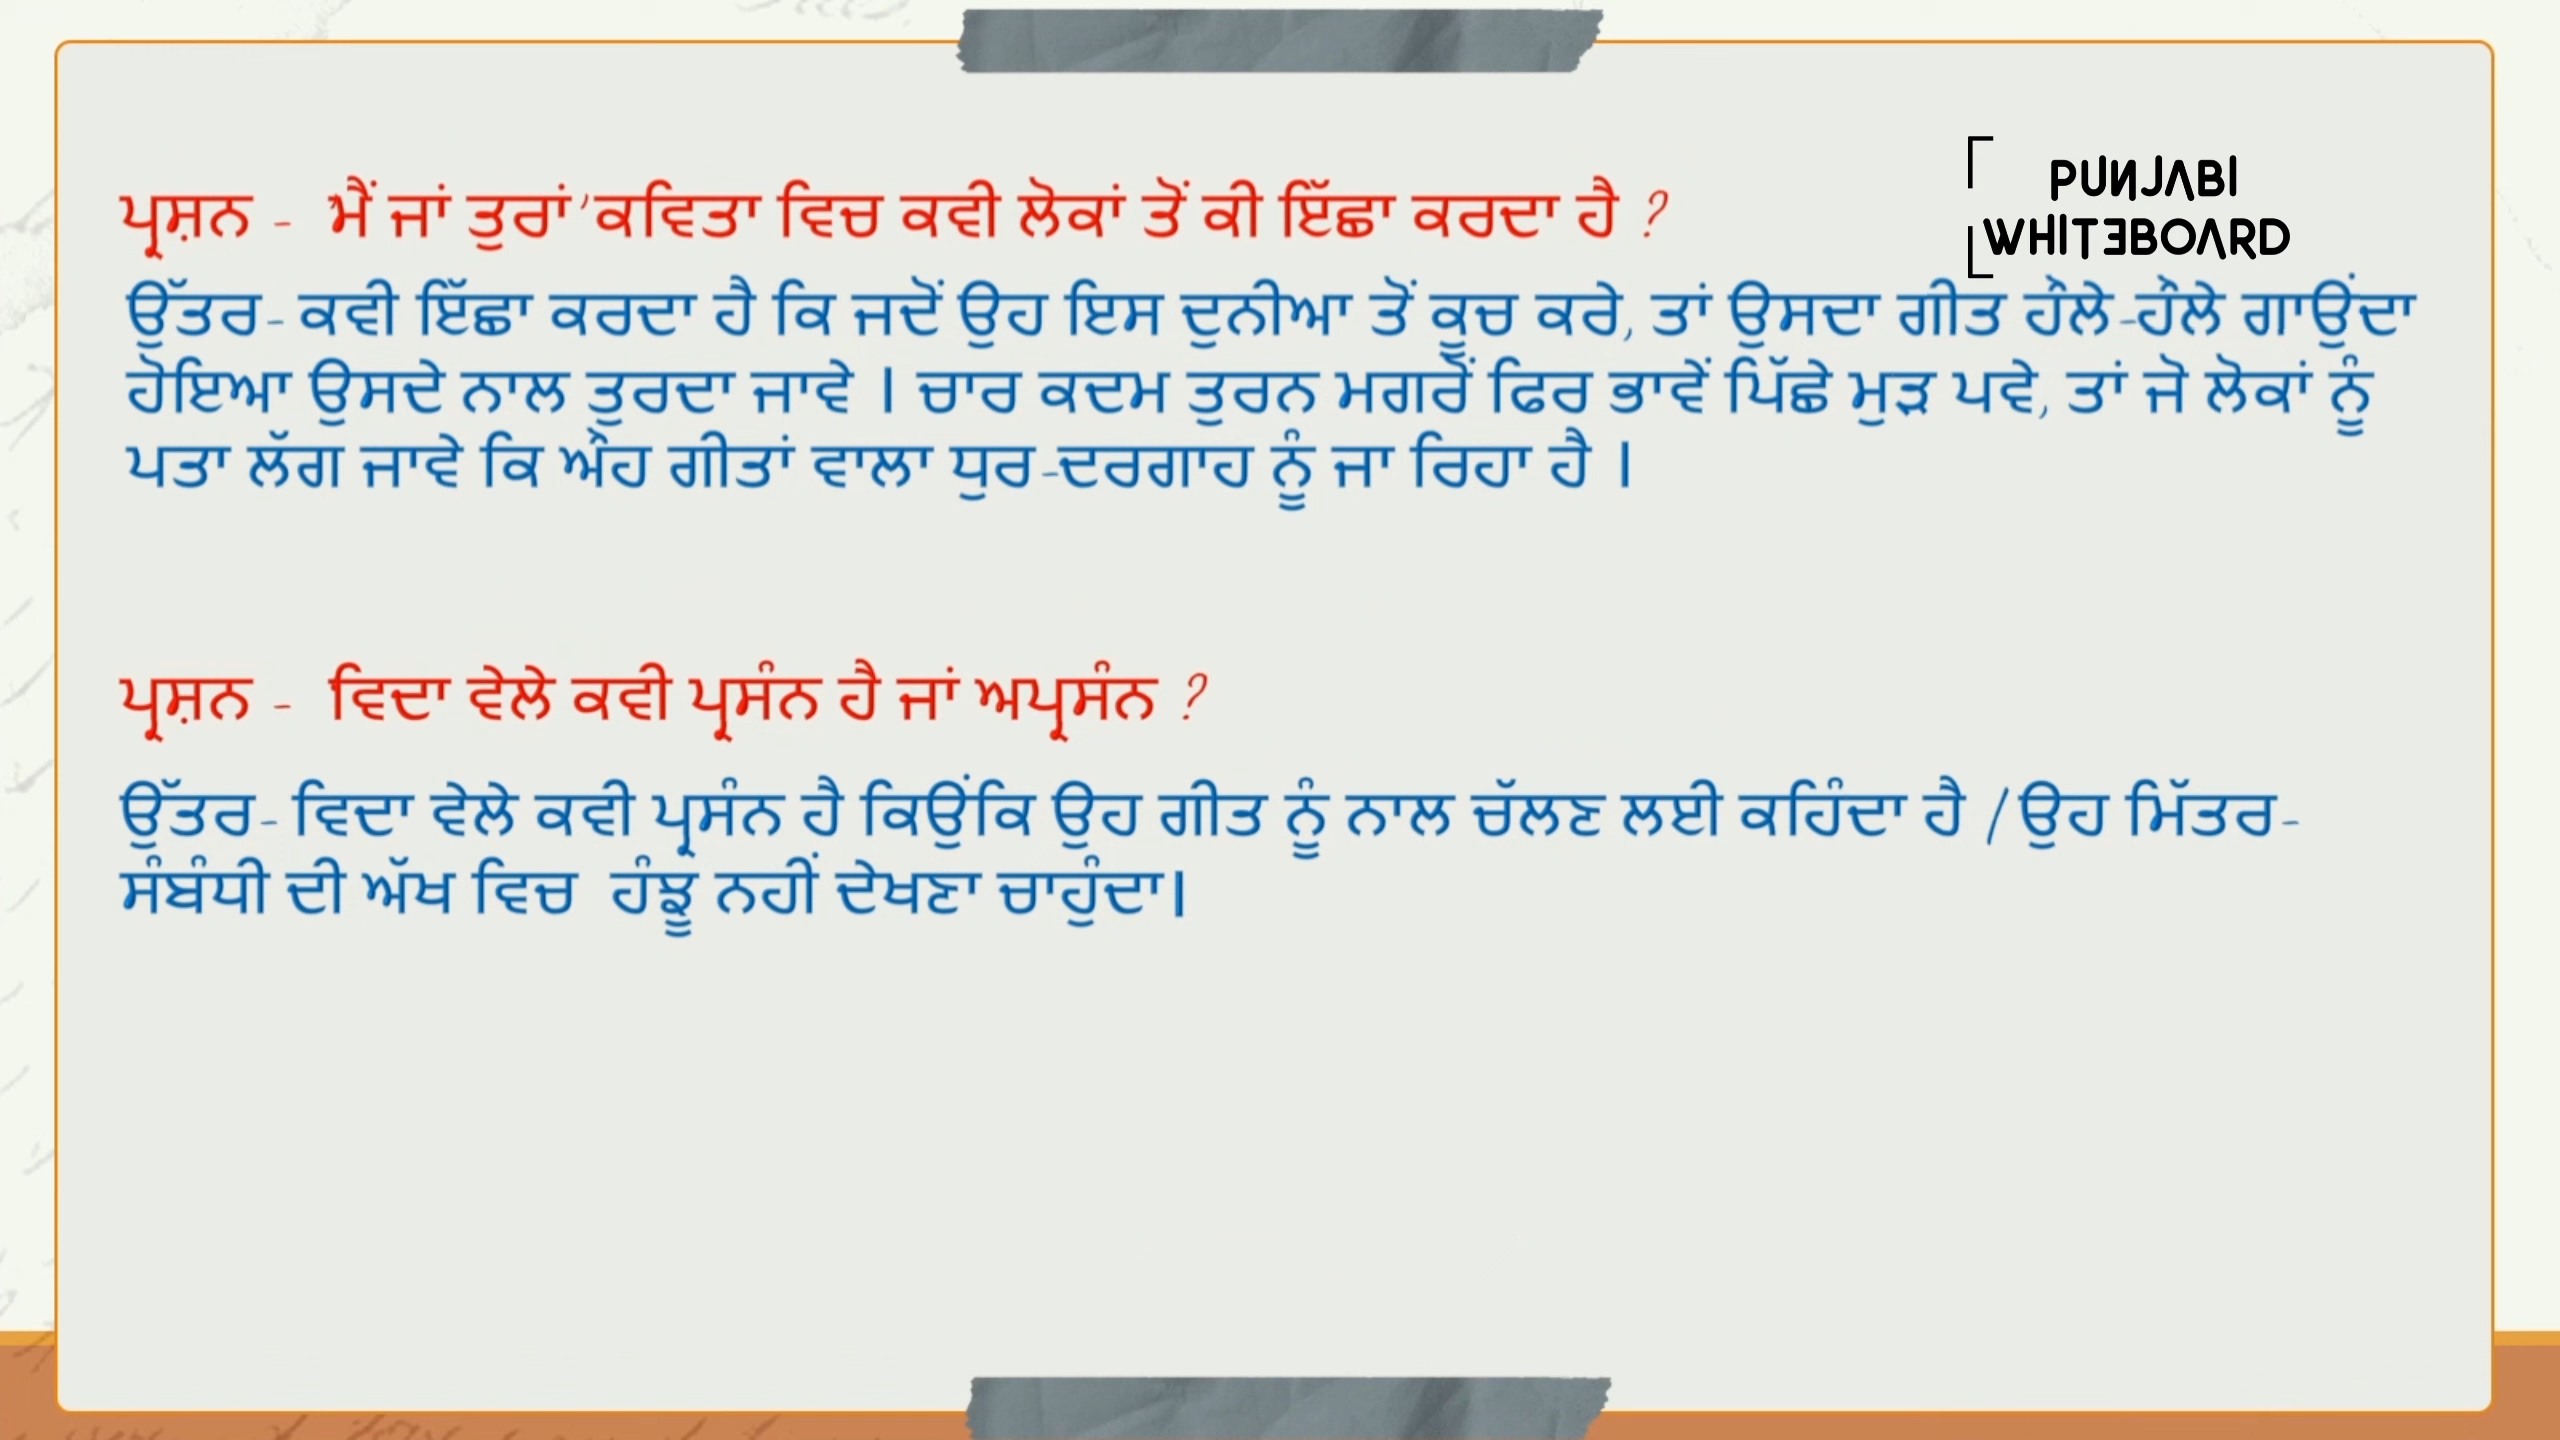 PUNJABI
WHITEBOARD
ਪ੍ਰਸ਼ਨ - 'ਮੈਂ ਜਾਂ ਤੁਰਾਂ' ਕਵਿਤਾ ਵਿਚ ਕਵੀ ਲੋਕਾਂ ਤੋਂ ਕੀ ਇੱਛਾ ਕਰਦਾ ਹੈ ?
ਉੱਤਰ- ਕਵੀ ਇੱਛਾ ਕਰਦਾ ਹੈ ਕਿ ਜਦੋਂ ਉਹ ਇਸ ਦੁਨੀਆ ਤੋਂ ਕੂਚ ਕਰੇ, ਤਾਂ ਉਸਦਾ ਗੀਤ ਹੌਲੇ-ਹੌਲੇ ਗਾਉਂਦਾ
ਹੋਇਆ ਉਸਦੇ ਨਾਲ ਤੁਰਦਾ ਜਾਵੇ । ਚਾਰ ਕਦਮ ਤੁਰਨ ਮਗਰੋਂ ਫਿਰ ਭਾਵੇਂ ਪਿੱਛੇ ਮੁੜ ਪਵੇ, ਤਾਂ ਜੋ ਲੋਕਾਂ ਨੂੰ
ਪਤਾ ਲੱਗ ਜਾਵੇ ਕਿ ਔਹ ਗੀਤਾਂ ਵਾਲਾ ਧੁਰ-ਦਰਗਾਹ ਨੂੰ ਜਾ ਰਿਹਾ ਹੈ ।
ਪ੍ਰਸ਼ਨ - ਵਿਦਾ ਵੇਲੇ ਕਵੀ ਪ੍ਰਸੰਨ ਹੈ ਜਾਂ ਅਪ੍ਰਸੰਨ ?
ਉੱਤਰ- ਵਿਦਾ ਵੇਲੇ ਕਵੀ ਪ੍ਰਸੰਨ ਹੈ ਕਿਉਂਕਿ ਉਹ ਗੀਤ ਨੂੰ ਨਾਲ ਚੱਲਣ ਲਈ ਕਹਿੰਦਾ ਹੈ /ਉਹ ਮਿੱਤਰ-
ਸੰਬੰਧੀ ਦੀ ਅੱਖ ਵਿਚ ਹੰਝੂ ਨਹੀਂ ਦੇਖਣਾ ਚਾਹੁੰਦਾ।